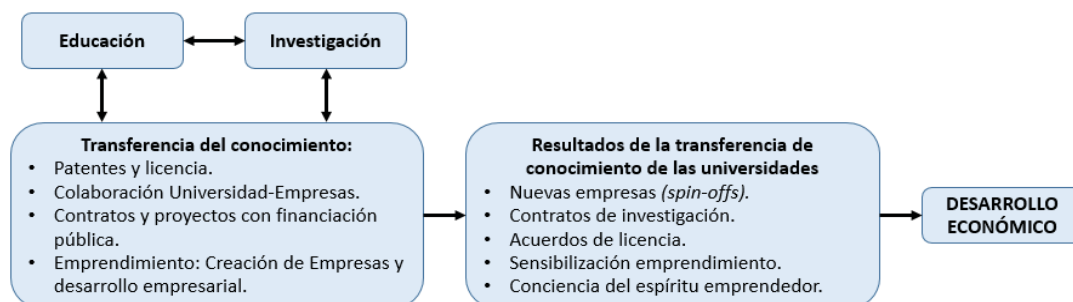 Educación
Investigación
Transferencia del conocimiento:
• Patentes y licencia.
• Colaboración Universidad-Empresas.
• Contratos y proyectos con financiación
pública.
• Emprendimiento: Creación de Empresas y
desarrollo empresarial.
Resultados de la transferencia de
conocimiento de las universidades
• Nuevas empresas (spin-offs).
• Contratos de investigación.
• Acuerdos de licencia.
• Sensibilización emprendimiento.
• Conciencia del espíritu emprendedor.
DESARROLLO
ECONÓMICO